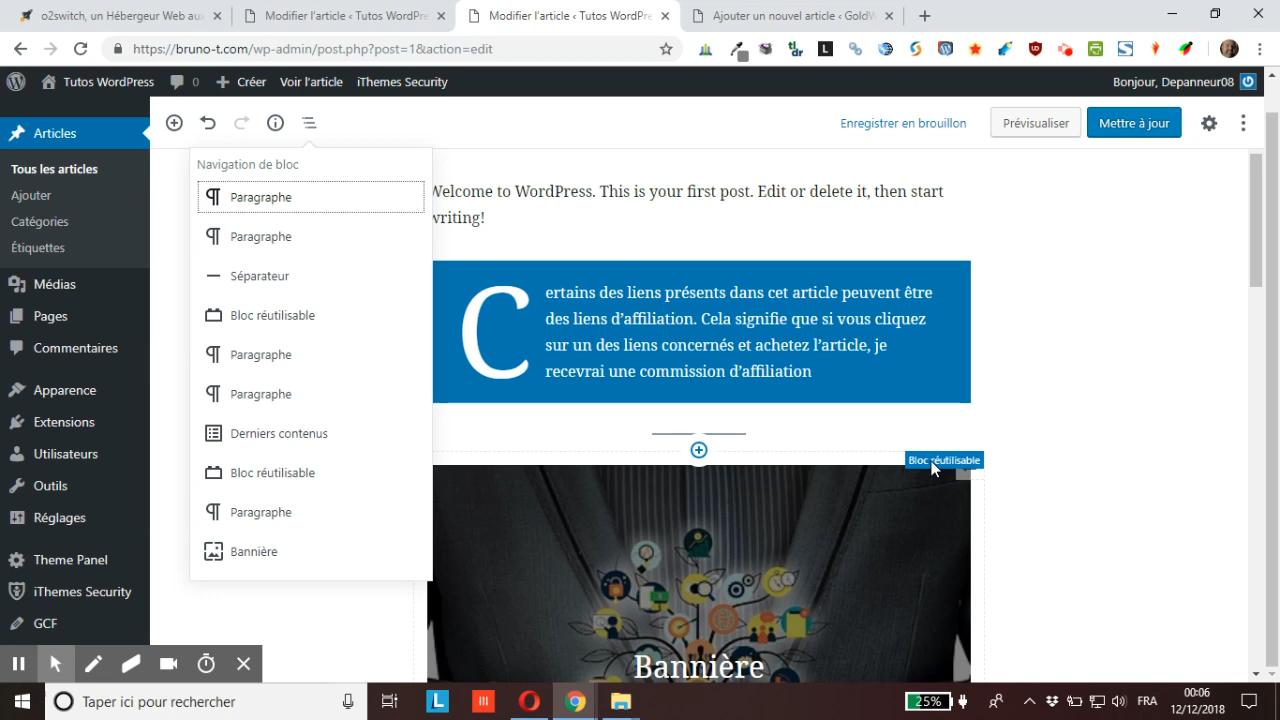 o2switch, un Hébergeur Web aux
Modifier l'article ‹ Tutos WordPre
Modifier l'article ‹ Tutos WordPre
Ajouter un nouvel article ‹ GoldW
https://bruno-t.com/wp-admin/post.php?post=1&action=edit
Tutos WordPress
0
Créer
Voir l'article
iThemes Security
Bonjour, Depanneur08
Articles
Tous les articles
Ajouter
Catégories
Étiquettes
Médias
Pages
Commentaires
Apparence
Extensions
Utilisateurs
Outils
Réglages
Theme Panel
iThemes Security
GCF
Enregistrer en brouillon
Prévisualiser
Mettre à jour
Navigation de bloc
Paragraphe
Paragraphe
Séparateur
Bloc réutilisable
Paragraphe
Paragraphe
Derniers contenus
Bloc réutilisable
Paragraphe
Bannière
Welcome to WordPress. This is your first post. Edit or delete it, then start
writing!
Certains des liens présents dans cet article peuvent être
des liens d'affiliation. Cela signifie que si vous cliquez
sur un des liens concernés et achetez l'article, je
recevrai une commission d'affiliation
Bloc réutilisable
Bannière
Taper ici pour rechercher
25%
FRA
00:06
12/12/2018